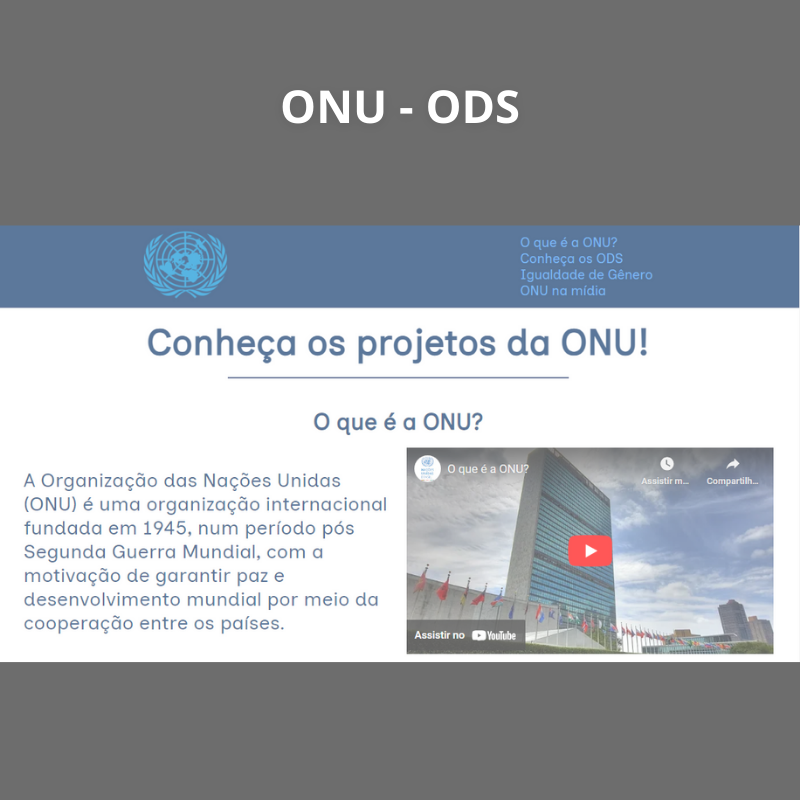 ONU - ODS
O que é a ONU?
Conheça os ODS
Igualdade de Gênero
ONU na mídia
Conheça os projetos da ONU!
O que é a ONU?
A Organização das Nações Unidas
(ONU) é uma organização internacional
fundada em 1945, num período pós
Segunda Guerra Mundial, com a
motivação de garantir paz e
desenvolvimento mundial por meio da
cooperação entre os países.
O que é a ONU?
Assistir m...
Compartilh...
Assistir no YouTube